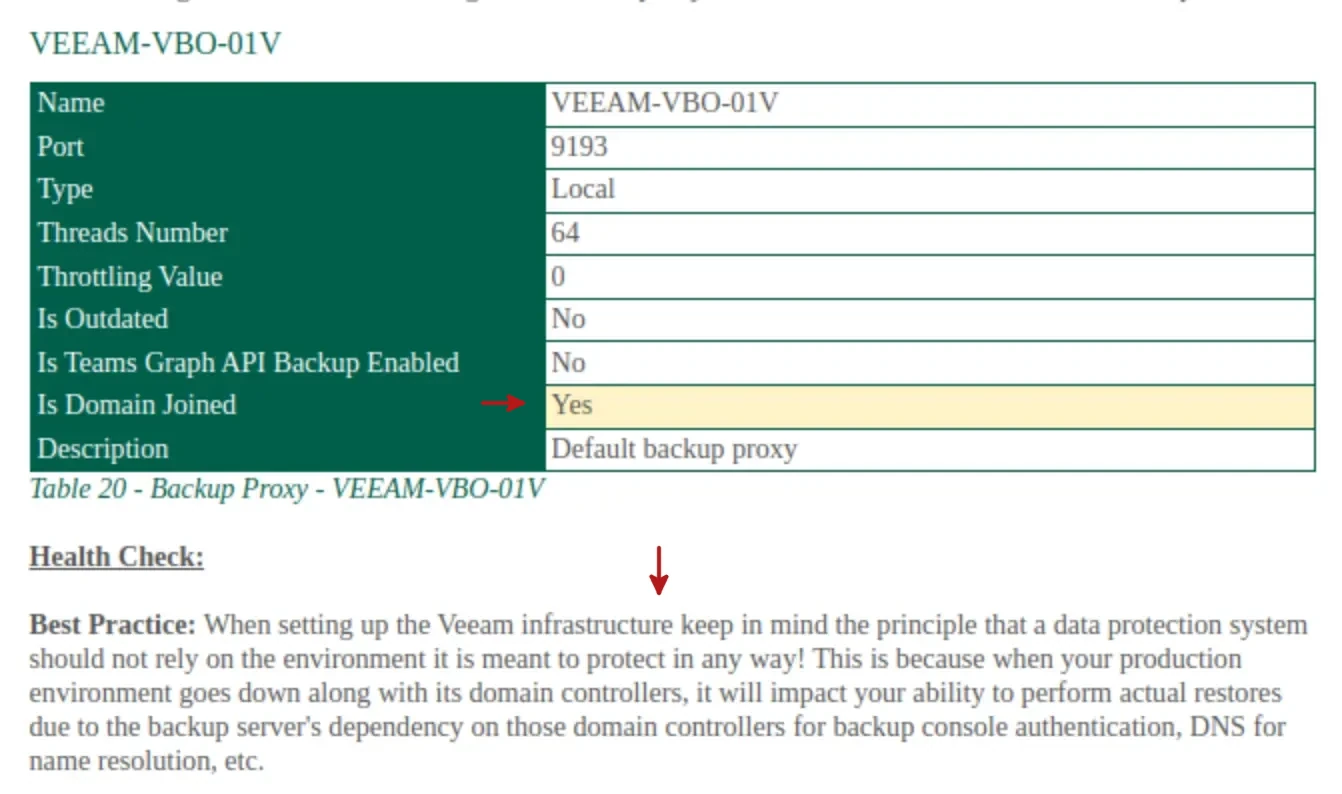 VEEAM-VBO-01V
Name VEEAM-VBO-01V
Port 9193
Type Local
Threads Number 64
Throttling Value 0
Is Outdated No
Is Teams Graph API Backup Enabled No
Is Domain Joined Yes
Description Default backup proxy
Table 20 - Backup Proxy - VEEAM-VBO-01V
Health Check:
Best Practice: When setting up the Veeam infrastructure keep in mind the principle that a data protection system
should not rely on the environment it is meant to protect in any way! This is because when your production
environment goes down along with its domain controllers, it will impact your ability to perform actual restores
due to the backup server's dependency on those domain controllers for backup console authentication, DNS for
name resolution, etc.